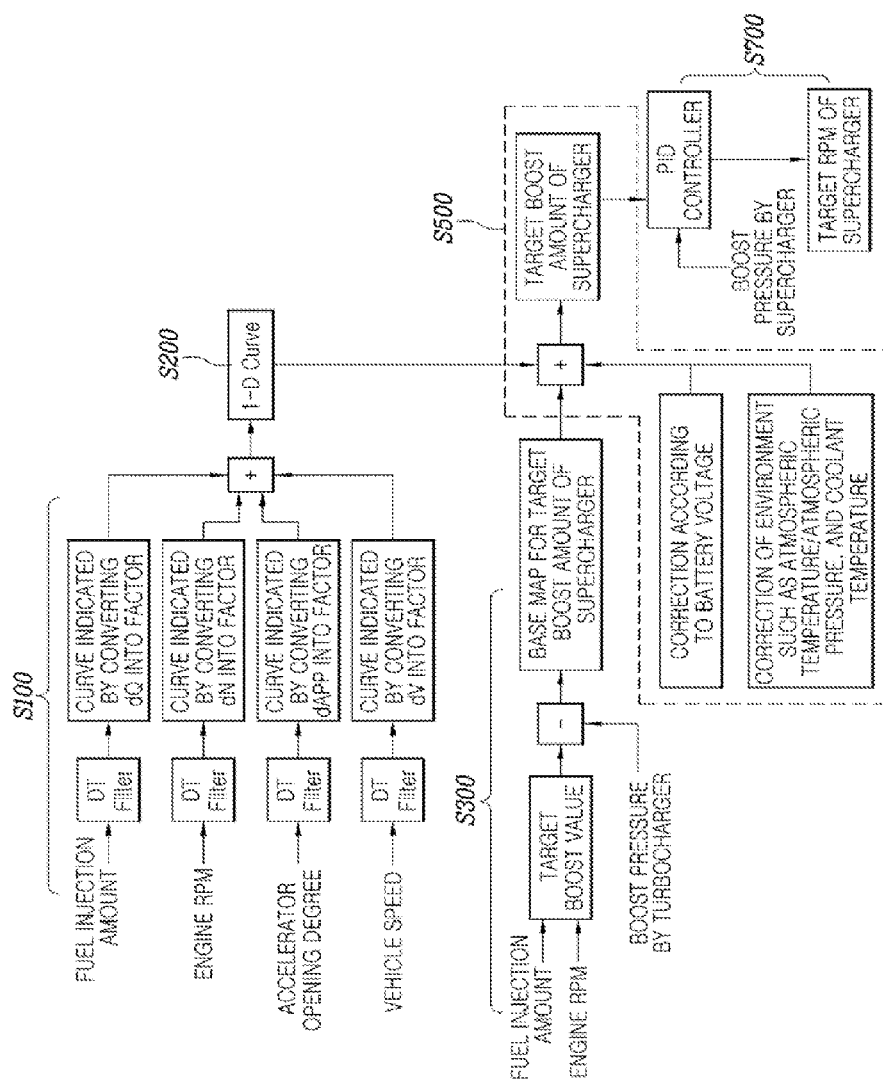 S100
FUEL INJECTION
AMOUNT
DT
Filter
CURVE INDICATED
BY CONVERTING
dQ INTO FACTOR
ENGINE RPM
DT
Filter
CURVE INDICATED
BY CONVERTING
dN INTO FACTOR
ACCELERATOR
OPENING DEGREE
DT
Filter
CURVE INDICATED
BY CONVERTING
dAPP INTO FACTOR
VEHICLE SPEED
DT
Filter
CURVE INDICATED
BY CONVERTING
dV INTO FACTOR
+
S200
1-D Curve
S300
FUEL INJECTION
AMOUNT
ENGINE RPM
TARGET
BOOST VALUE
-
BOOST PRESSURE
BY TURBOCHARGER
BASE MAP FOR TARGET
BOOST AMOUNT OF
SUPERCHARGER
+
S500
TARGET BOOST
AMOUNT OF
SUPERCHARGER
CORRECTION ACCORDING
TO BATTERY VOLTAGE
CORRECTION OF ENVIRONMENT
SUCH AS ATMOSPHERIC
TEMPERATURE/ATMOSPHERIC
PRESSURE, AND COOLANT
TEMPERATURE
S700
PID
CONTROLLER
BOOST
PRESSURE BY
SUPERCHARGER
TARGET RPM OF
SUPERCHARGER